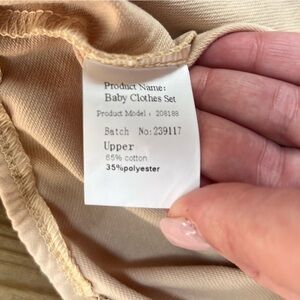 Product Name:
Baby Clothes Set
Product Model : 208188
Batch No:239117
Upper
65% cotton
35%polyester